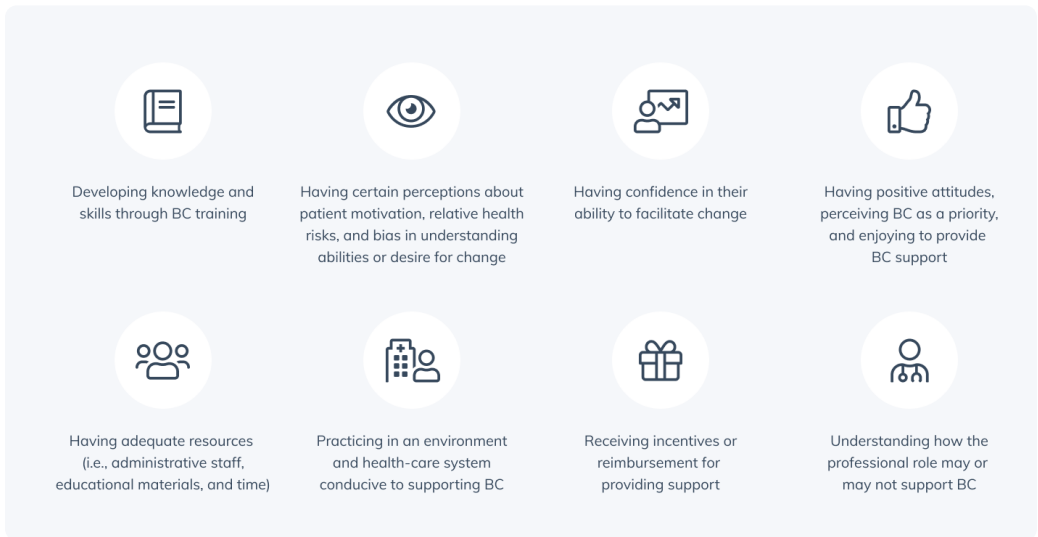 Developing knowledge and
skills through BC training
Having certain perceptions about
patient motivation, relative health
risks, and bias in understanding
abilities or desire for change
Having confidence in their
ability to facilitate change
Having positive attitudes,
perceiving BC as a priority,
and enjoying to provide
BC support
Having adequate resources
(i.e., administrative staff,
educational materials, and time)
Practicing in an environment
and health-care system
conducive to supporting BC
Receiving incentives or
reimbursement for
providing support
Understanding how the
professional role may or
may not support BC